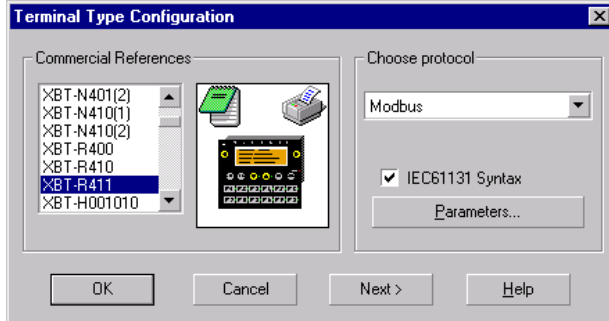 Terminal Type Configuration
Commercial References
XBT-N401(2)
XBT-N410(1)
XBT-N410(2)
XBT-R400
XBT-R410
XBT-R411
XBT-H001010
Choose protocol
Modbus
IEC61131 Syntax
Parameters...
OK
Cancel
Next >
Help